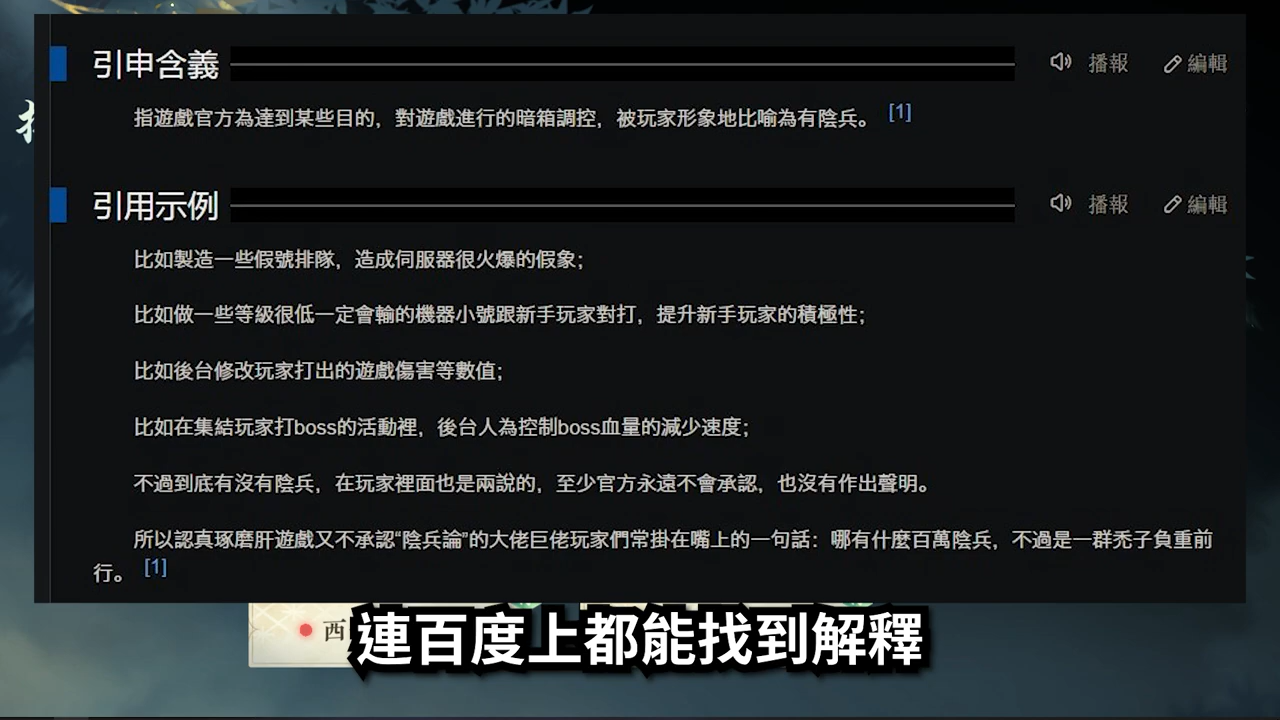 引申含義 播報 編輯
指遊戲官方為達到某些目的，對遊戲進行的暗箱調控，被玩家形象地比喻為有陰兵。 [1]
引用示例 播報 編輯
比如製造一些假號排隊，造成伺服器很火爆的假象；
比如做一些等級很低一定會輸的機器小號跟新手玩家對打，提升新手玩家的積極性；
比如後台修改玩家打出的遊戲傷害等數值；
比如在集結玩家打boss的活動裡，後台人為控制boss血量的減少速度；
不過到底有沒有陰兵，在玩家裡面也是兩說的，至少官方永遠不會承認，也沒有作出聲明。
所以認真琢磨肝遊戲又不承認“陰兵論”的大佬巨佬玩家們常掛在嘴上的一句話：哪有什麼百萬陰兵，不過是一群禿子負重前
行。 [1]
西
連百度上都能找到解釋